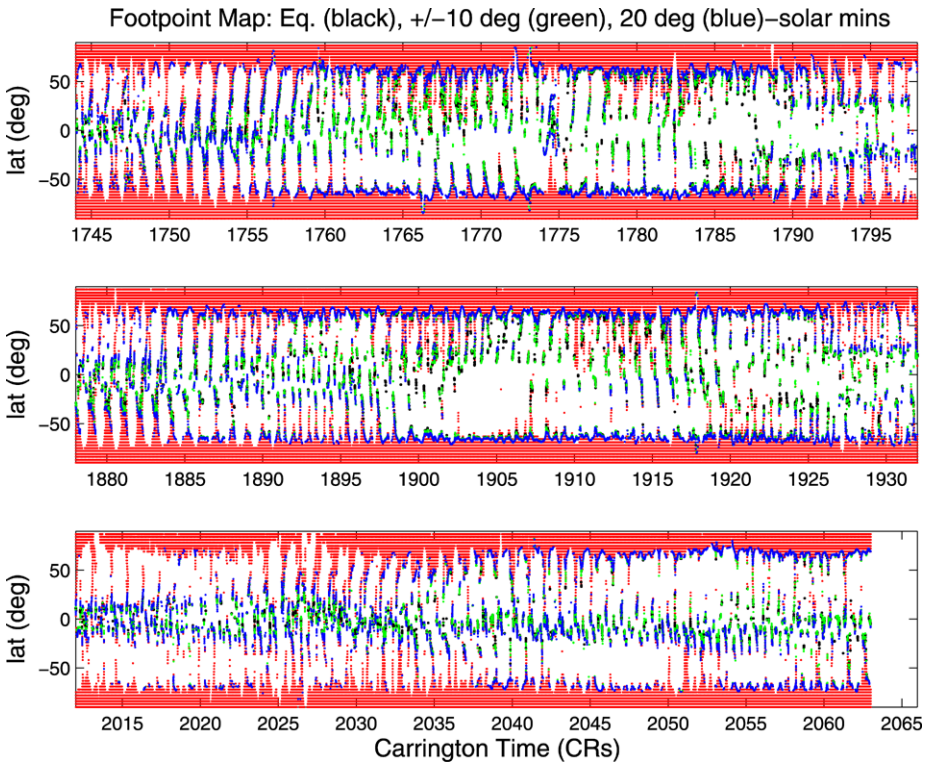 Footpoint Map: Eq. (black), +/−10 deg (green), 20 deg (blue)−solar mins
lat (deg)
50
0
−50
1745 1750 1755 1760 1765 1770 1775 1780 1785 1790 1795
lat (deg)
50
0
−50
1880 1885 1890 1895 1900 1905 1910 1915 1920 1925 1930
lat (deg)
50
0
−50
2015 2020 2025 2030 2035 2040 2045 2050 2055 2060 2065
Carrington Time (CRs)